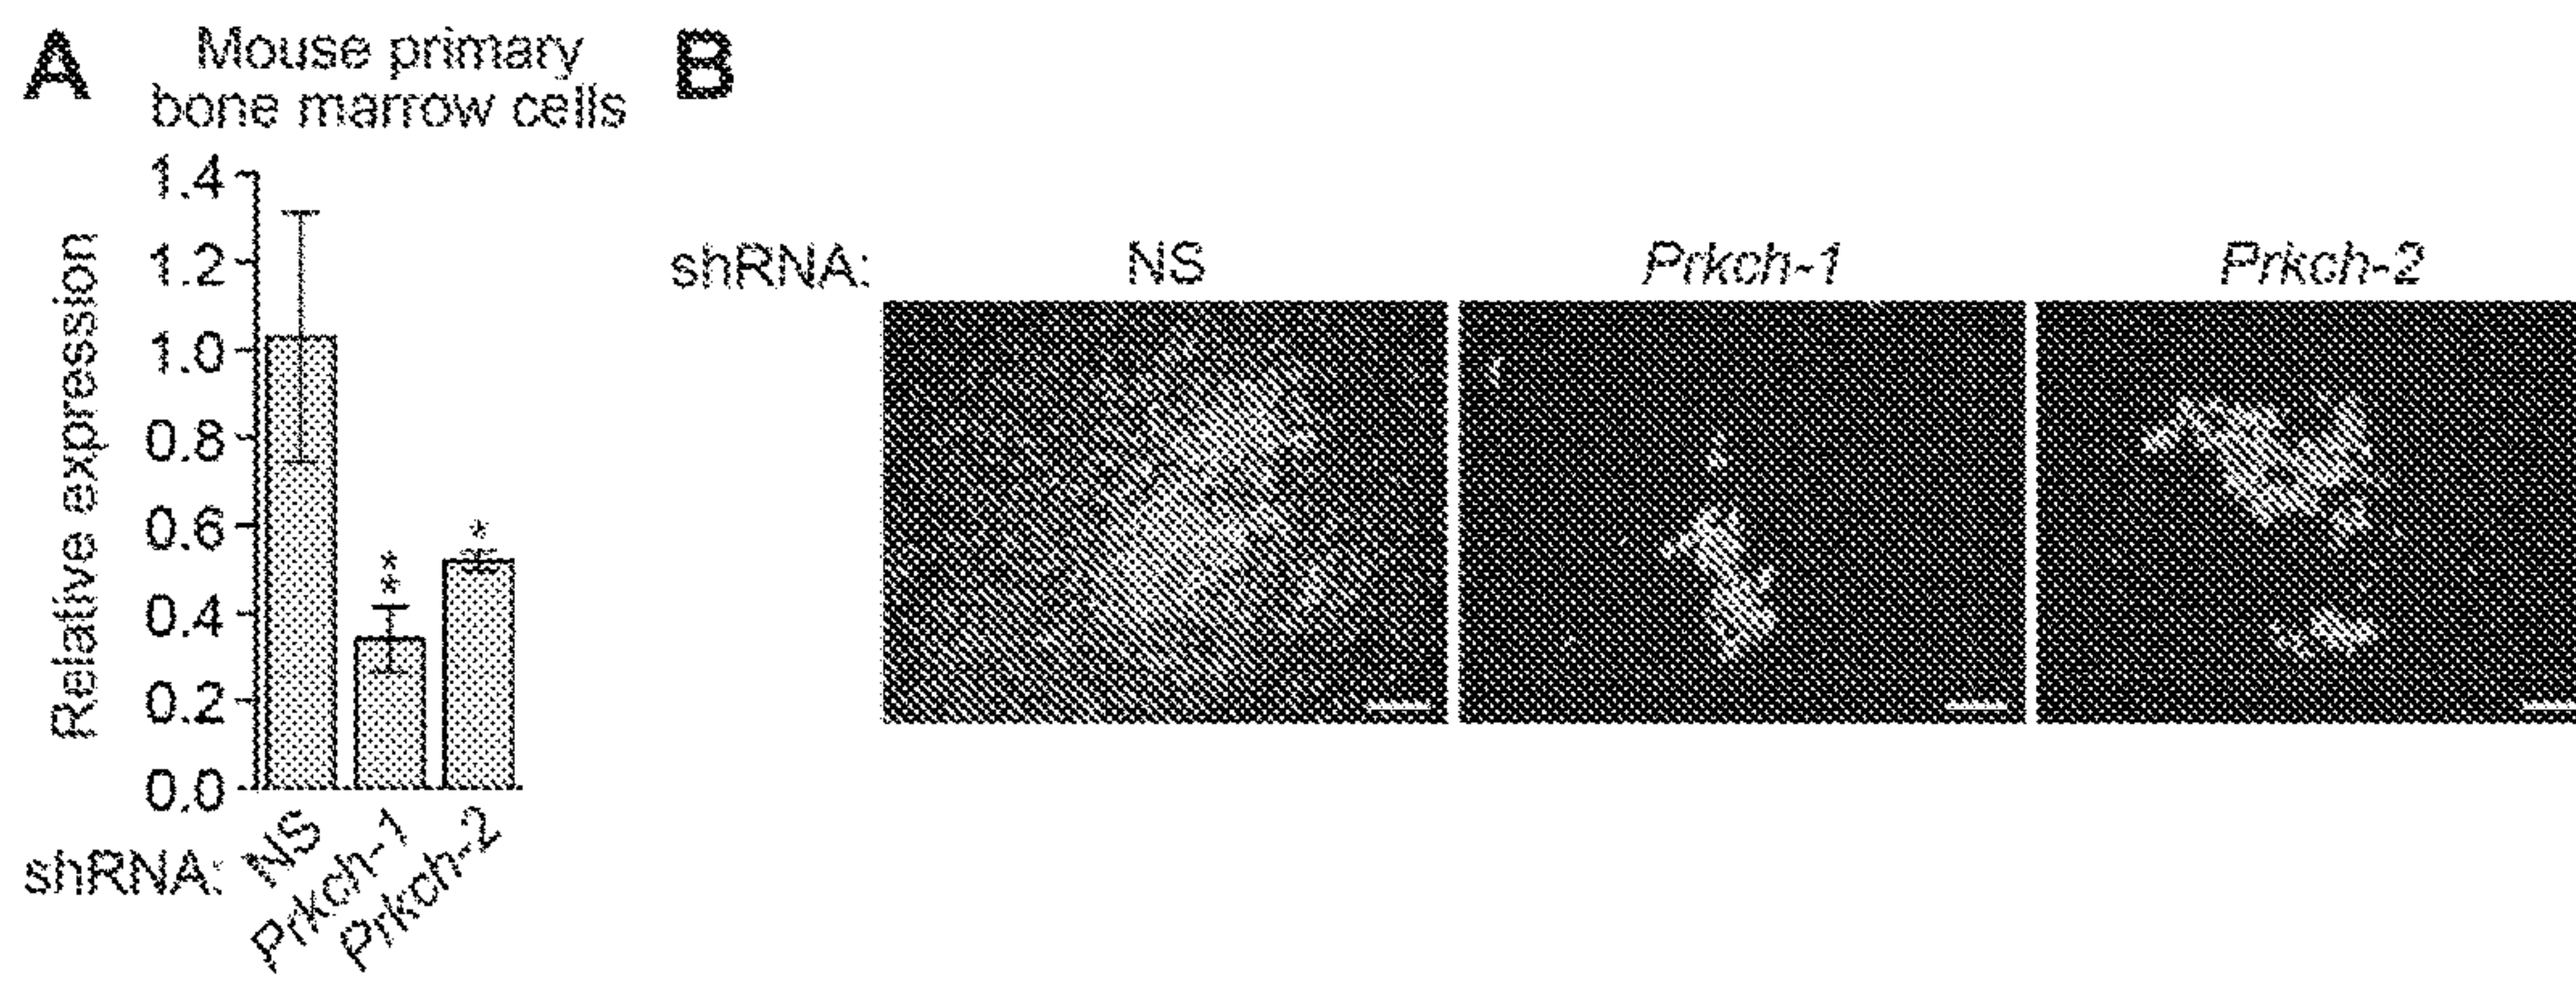 A
Mouse primary
bone marrow cells
Relative expression
1.4
1.2
1.0
0.8
0.6
0.4
0.2
0.0
**
*
shRNA:
NS
Prkch-1
Prkch-2
B
shRNA:
NS
Prkch-1
Prkch-2